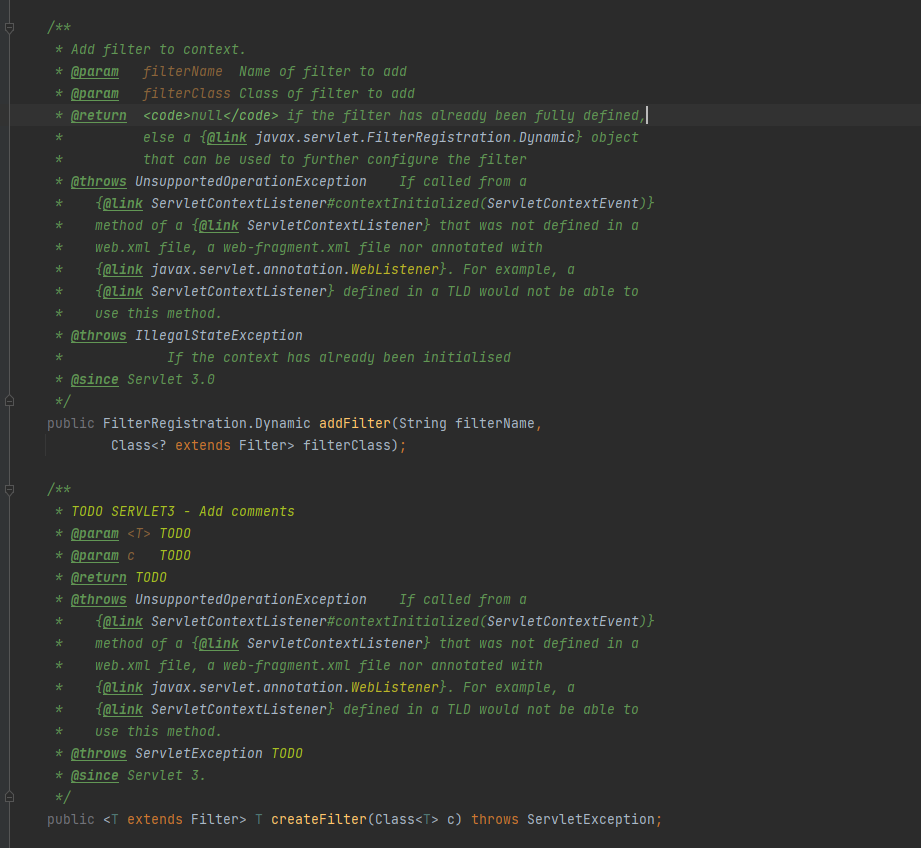 /**
 * Add filter to context.
 * @param   filterName  Name of filter to add
 * @param   filterClass Class of filter to add
 * @return  <code>null</code> if the filter has already been fully defined,
 *          else a {@link javax.servlet.FilterRegistration.Dynamic} object
 *          that can be used to further configure the filter
 * @throws UnsupportedOperationException    If called from a
 *    {@link ServletContextListener#contextInitialized(ServletContextEvent)}
 *    method of a {@link ServletContextListener} that was not defined in a
 *    web.xml file, a web-fragment.xml file nor annotated with
 *    {@link javax.servlet.annotation.WebListener}. For example, a
 *    {@link ServletContextListener} defined in a TLD would not be able to
 *    use this method.
 * @throws IllegalStateException
 *             If the context has already been initialised
 * @since Servlet 3.0
 */
public FilterRegistration.Dynamic addFilter(String filterName,
        Class<? extends Filter> filterClass);
/**
 * TODO SERVLET3 - Add comments
 * @param <T> TODO
 * @param c   TODO
 * @return TODO
 * @throws UnsupportedOperationException    If called from a
 *    {@link ServletContextListener#contextInitialized(ServletContextEvent)}
 *    method of a {@link ServletContextListener} that was not defined in a
 *    web.xml file, a web-fragment.xml file nor annotated with
 *    {@link javax.servlet.annotation.WebListener}. For example, a
 *    {@link ServletContextListener} defined in a TLD would not be able to
 *    use this method.
 * @throws ServletException TODO
 * @since Servlet 3.
 */
public <T extends Filter> T createFilter(Class<T> c) throws ServletException;